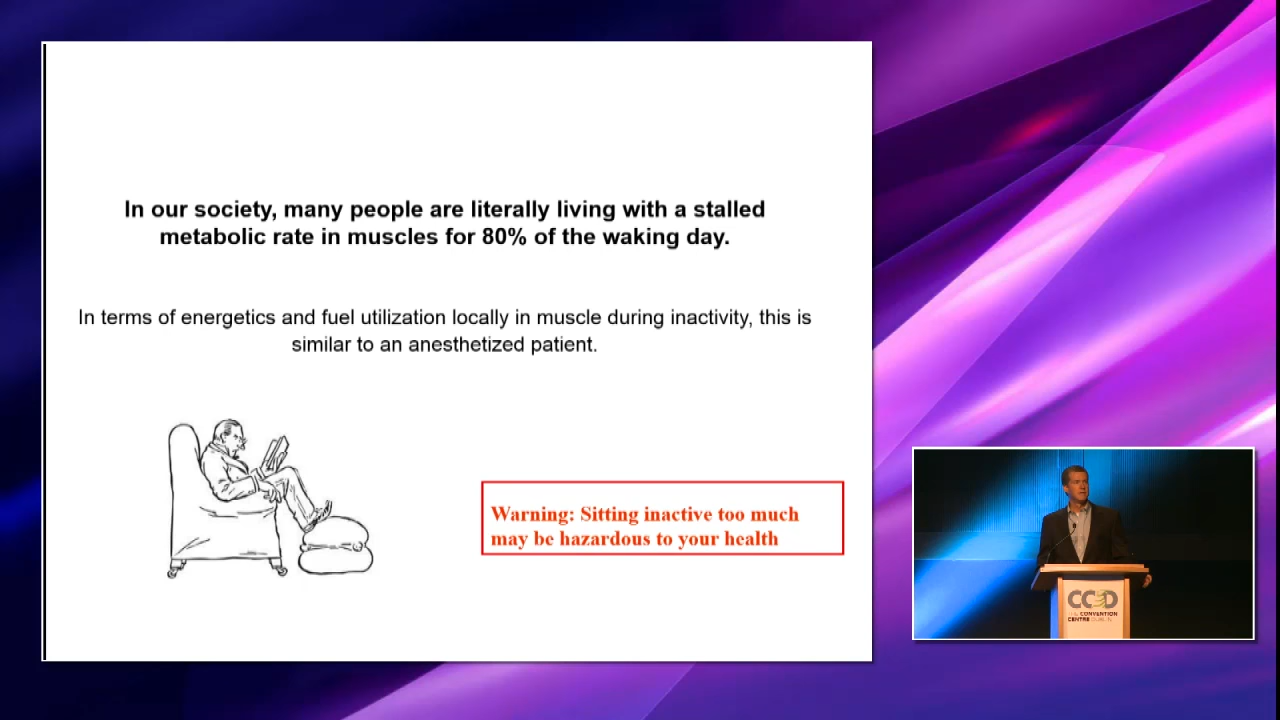 In our society, many people are literally living with a stalled
metabolic rate in muscles for 80% of the waking day.
In terms of energetics and fuel utilization locally in muscle during inactivity, this is
similar to an anesthetized patient.
Warning: Sitting inactive too much
may be hazardous to your health
CCD
THE CONVENTION
CENTRE DUBLIN